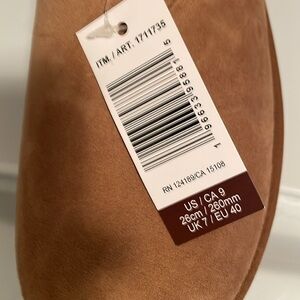 ITM. / ART. 1711735
1 96633 95681 5
RN 124189/CA 15108
US / CA 9
26cm / 260mm
UK 7 / EU 40